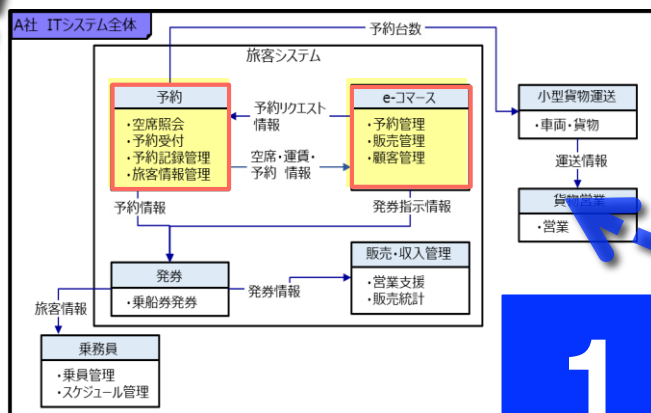 A社 ITシステム全体
予約台数
旅客システム
予約
・空席照会
・予約受付
・予約記録管理
・旅客情報管理
予約リクエスト
情報
空席・運賃・
予約 情報
e-コマース
・予約管理
・販売管理
・顧客管理
小型貨物運送
・車両・貨物
運送情報
貨物営業
・営業
予約情報
発券指示情報
発券
・乗船券発券
発券情報
販売・収入管理
・営業支援
・販売統計
旅客情報
乗務員
・乗員管理
・スケジュール管理
1